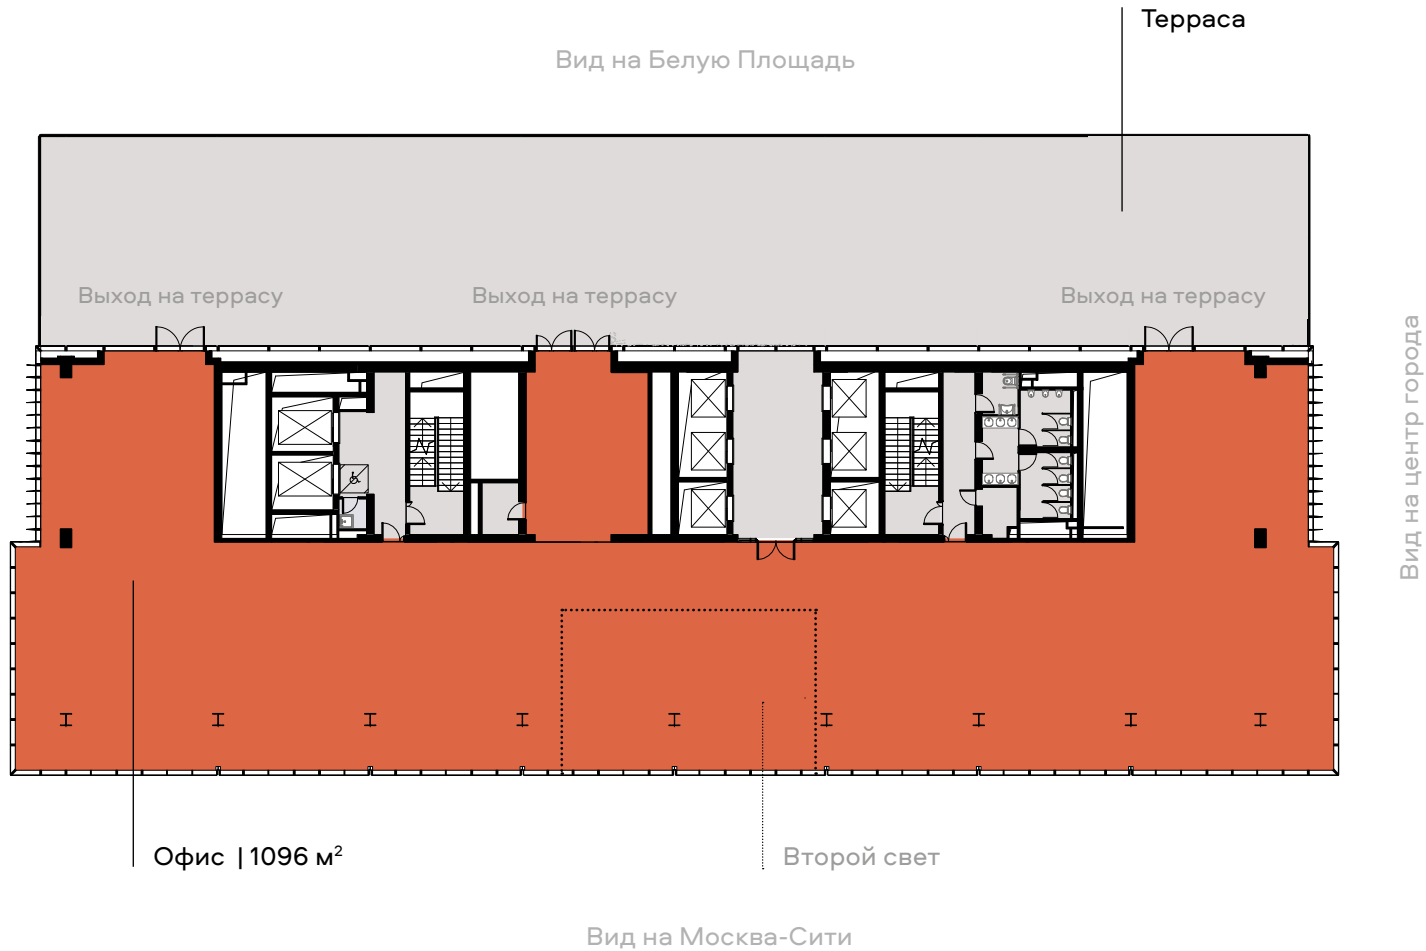 Терраса
Вид на Белую Площадь
Выход на террасу
Выход на террасу
Выход на террасу
Вид на центр города
Офис | 1096 м²
Второй свет
Вид на Москва-Сити